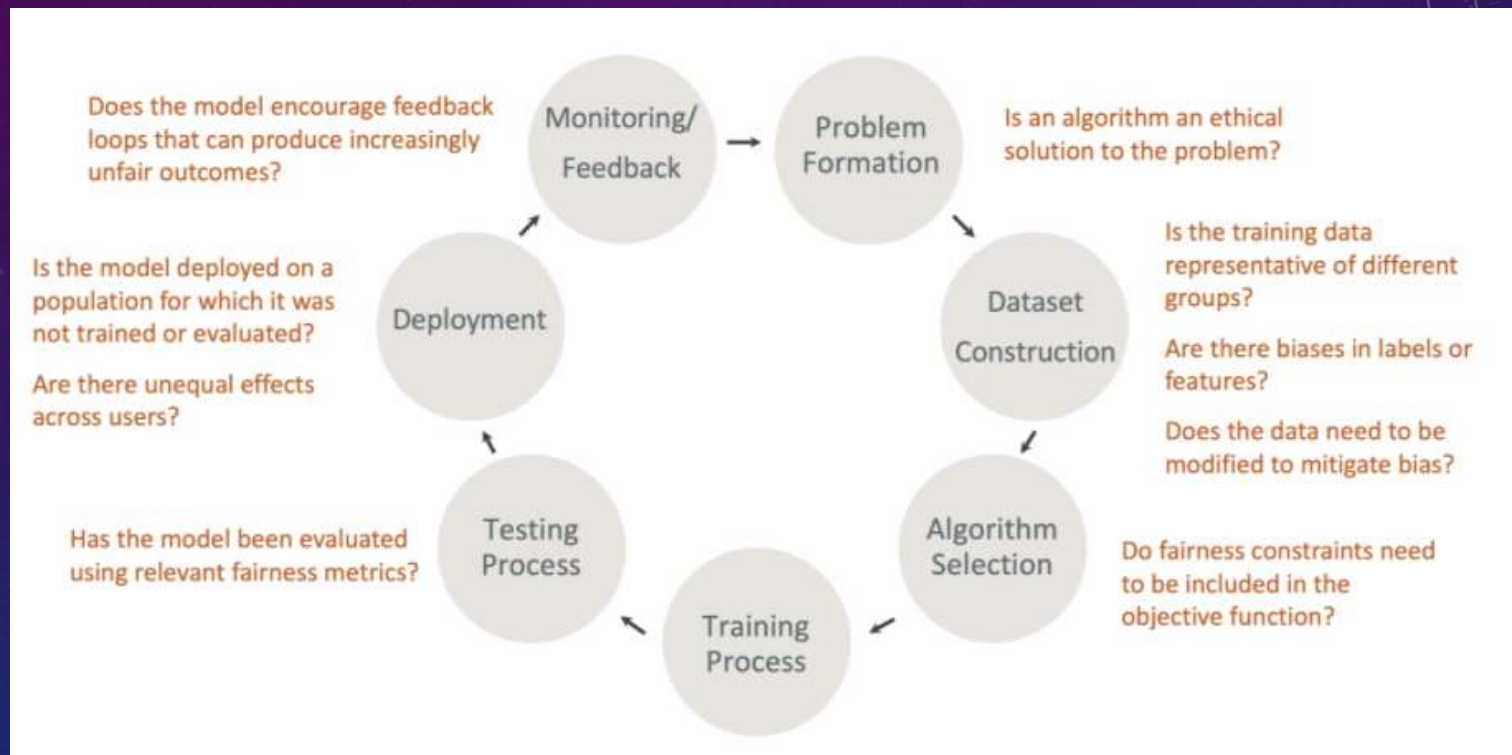 Monitoring/
Feedback
Problem
Formation
Dataset
Construction
Algorithm
Selection
Training
Process
Testing
Process
Deployment
Does the model encourage feedback
loops that can produce increasingly
unfair outcomes?
Is an algorithm an ethical
solution to the problem?
Is the training data
representative of different
groups?
Are there biases in labels or
features?
Does the data need to be
modified to mitigate bias?
Do fairness constraints need
to be included in the
objective function?
Has the model been evaluated
using relevant fairness metrics?
Is the model deployed on a
population for which it was
not trained or evaluated?
Are there unequal effects
across users?